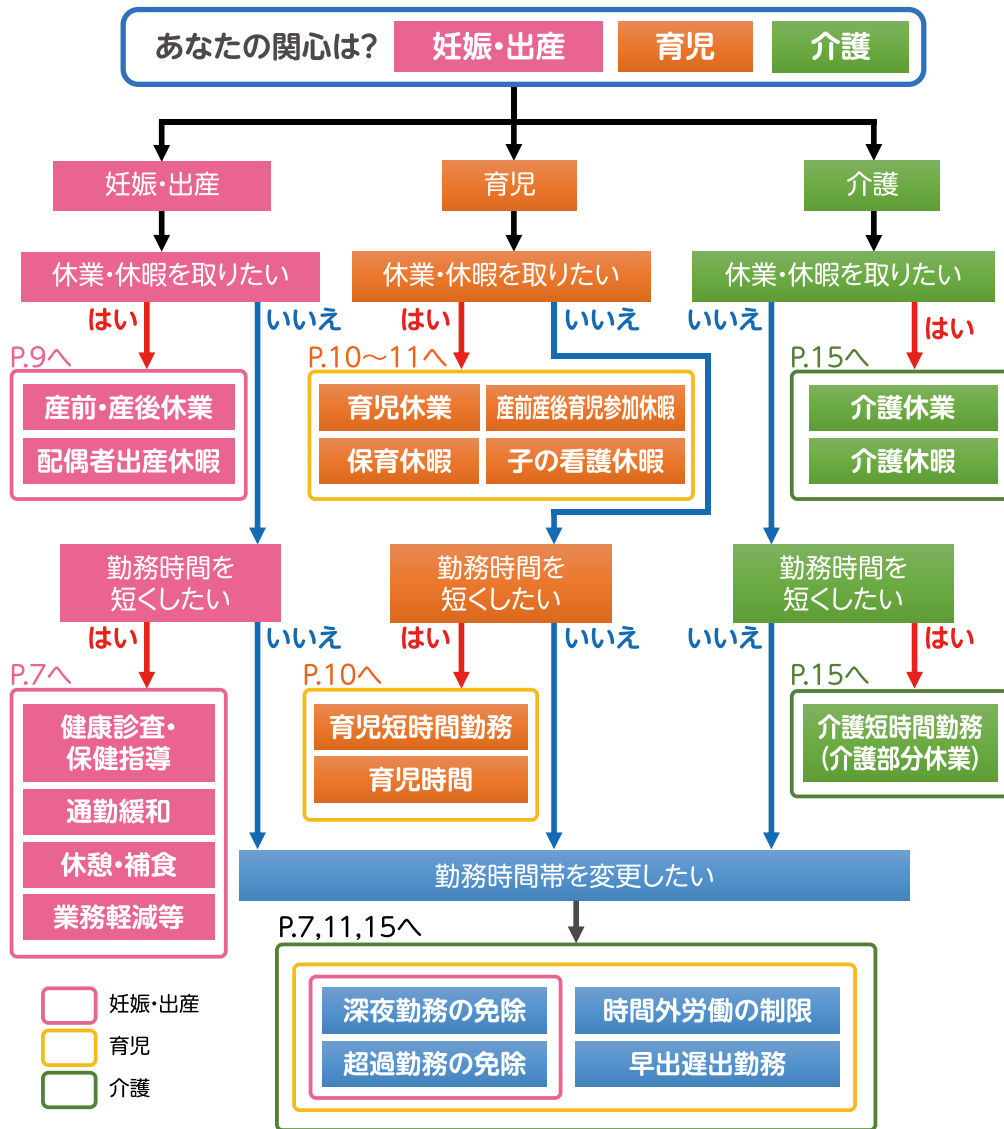 あなたの関心は？ 妊娠・出産 育児 介護
妊娠・出産 育児 介護
休業・休暇を取りたい 休業・休暇を取りたい 休業・休暇を取りたい
はい いいえ はい いいえ いいえ はい
P.9へ P.10～11へ P.15へ
産前・産後休業 育児休業 産前産後育児参加休暇 介護休業
配偶者出産休暇 保育休暇 子の看護休暇 介護休暇
勤務時間を 勤務時間を 勤務時間を
短くしたい 短くしたい 短くしたい
はい いいえ はい いいえ いいえ はい
P.7へ P.10へ P.15へ
健康診査・ 育児短時間勤務 介護短時間勤務
保健指導 （介護部分休業）
育児時間
通勤緩和
休憩・補食
業務軽減等
勤務時間帯を変更したい
P.7,11,15へ
深夜勤務の免除 時間外労働の制限
超過勤務の免除 早出遅出勤務
妊娠・出産
育児
介護